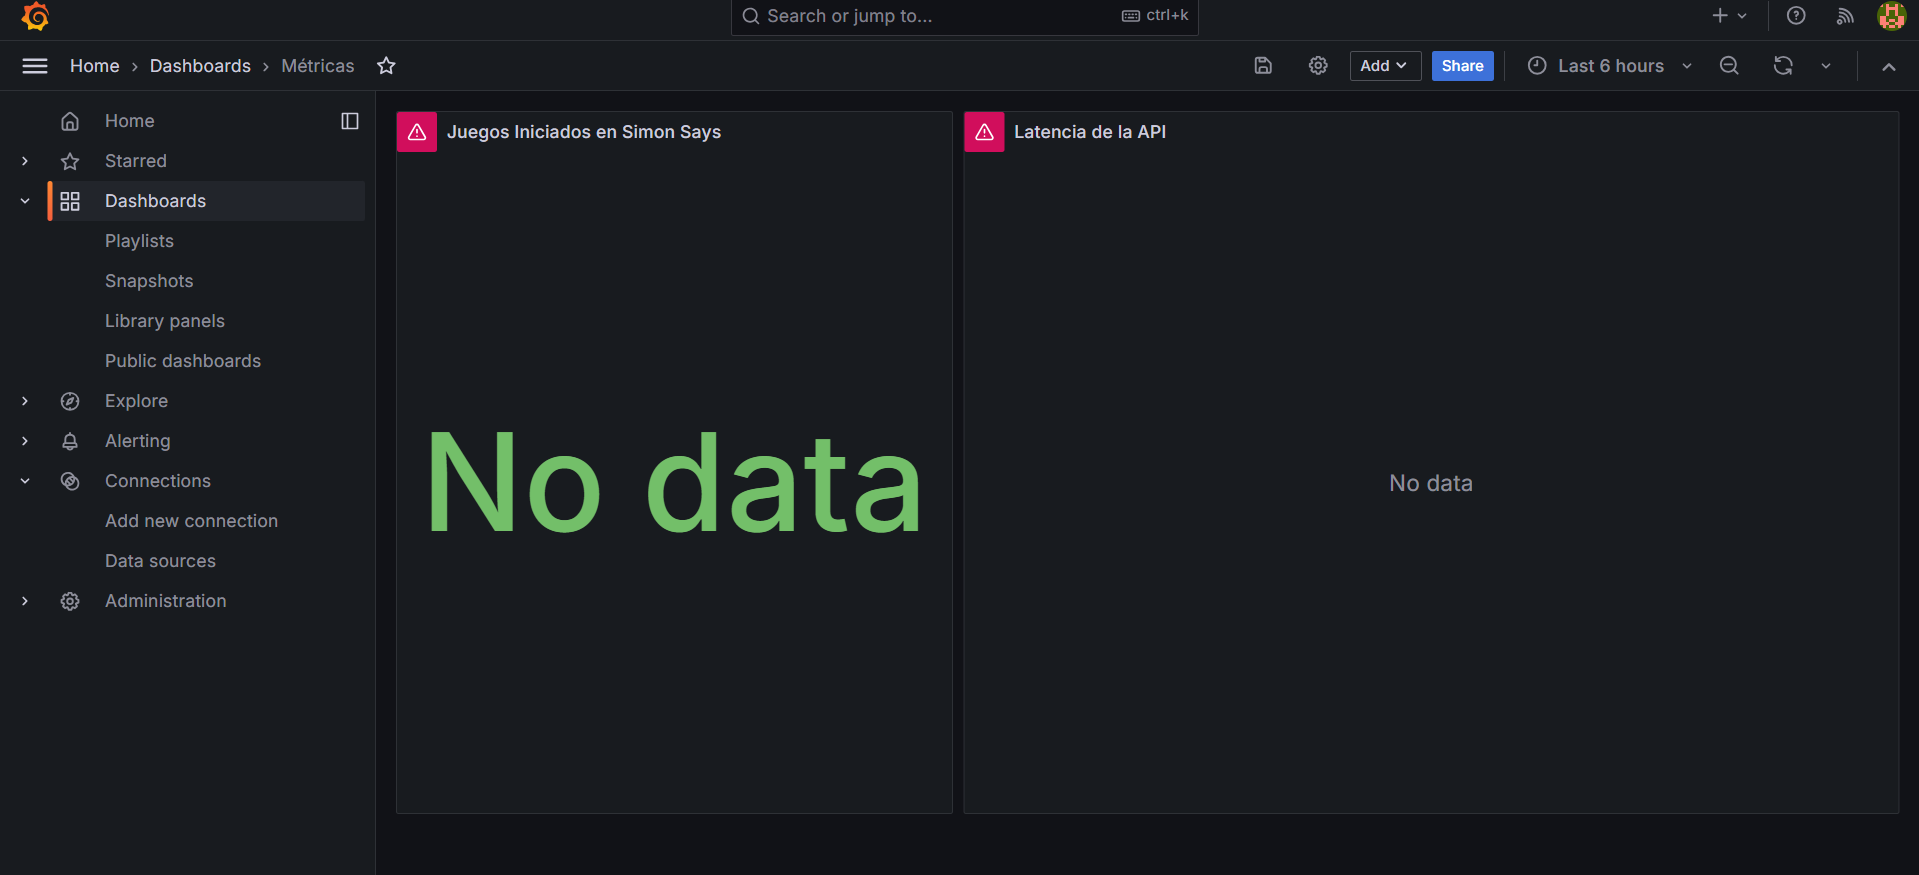 Search or jump to...
ctrl+k
Home
Dashboards
Métricas
Add
Share
Last 6 hours
Home
Starred
Dashboards
Playlists
Snapshots
Library panels
Public dashboards
Explore
Alerting
Connections
Add new connection
Data sources
Administration
Juegos Iniciados en Simon Says
No data
Latencia de la API
No data